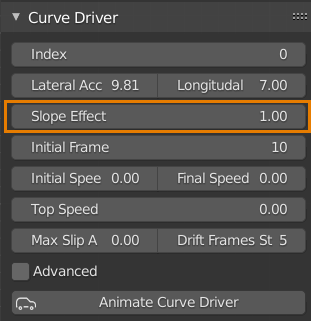 Curve Driver
Index 0
Lateral Acc 9.81 Longitudal 7.00
Slope Effect 1.00
Initial Frame 10
Initial Spee 0.00 Final Speed 0.00
Top Speed 0.00
Max Slip A 0.00 Drift Frames St 5
Advanced
Animate Curve Driver